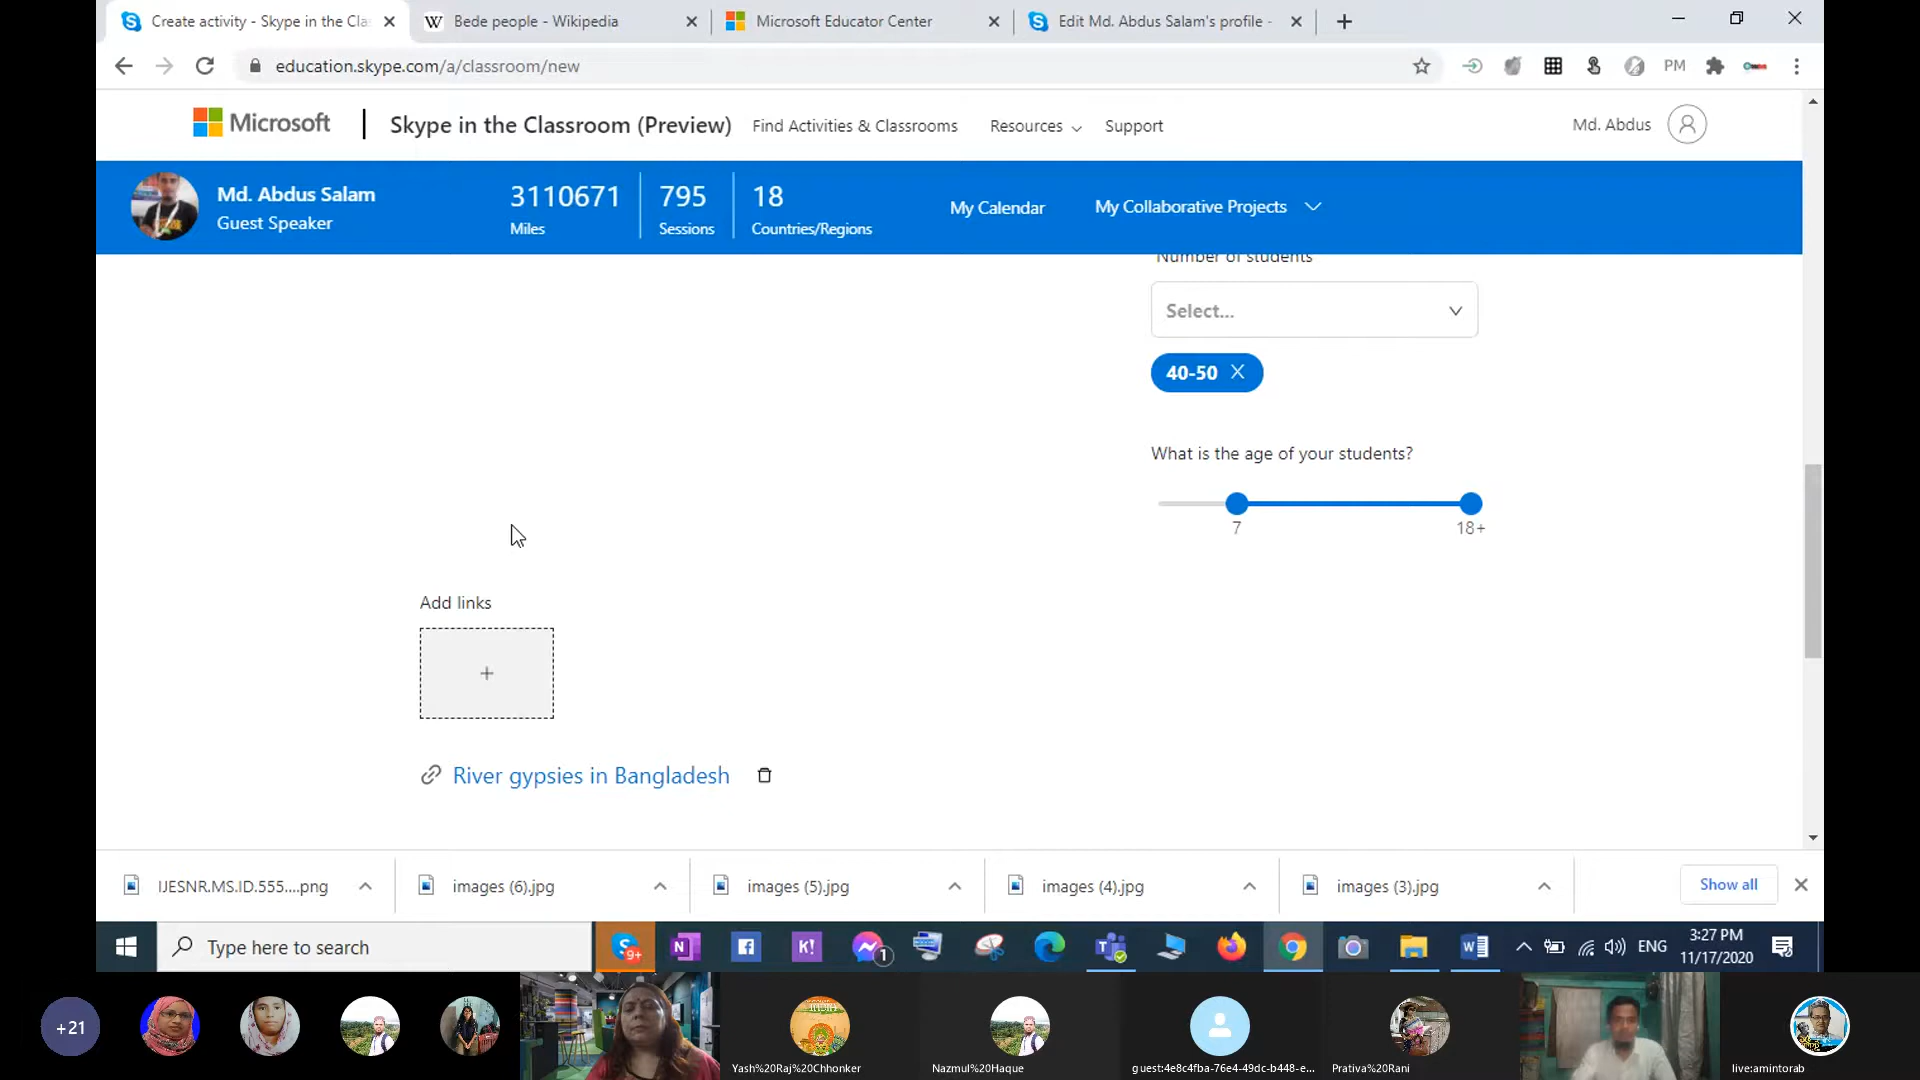 Create activity - Skype in the Cla
Bede people - Wikipedia
Microsoft Educator Center
Edit Md. Abdus Salam's profile -
education.skype.com/a/classroom/new
PM
Microsoft
Skype in the Classroom (Preview)
Find Activities & Classrooms
Resources
Support
Md. Abdus
Md. Abdus Salam
Guest Speaker
3110671
Miles
795
Sessions
18
Countries/Regions
My Calendar
My Collaborative Projects
Number of students
Select...
40-50
What is the age of your students?
7
18+
Add links
+
River gypsies in Bangladesh
IJESNR.MS.ID.555....png
images (6).jpg
images (5).jpg
images (4).jpg
images (3).jpg
Show all
Type here to search
9+
N
K!
1
ENG
3:27 PM
11/17/2020
+21
Yash%20Raj%20Chhonker
Nazmul%20Haque
guest:4e8c4fba-76e4-49dc-b448-e...
Prativa%20Rani
live:amintorab